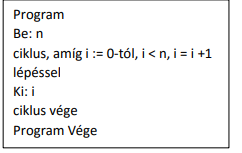 Program
Be: n
ciklus, amíg i := 0-tól, i < n, i = i +1
lépéssel
Ki: i
ciklus vége
Program Vége